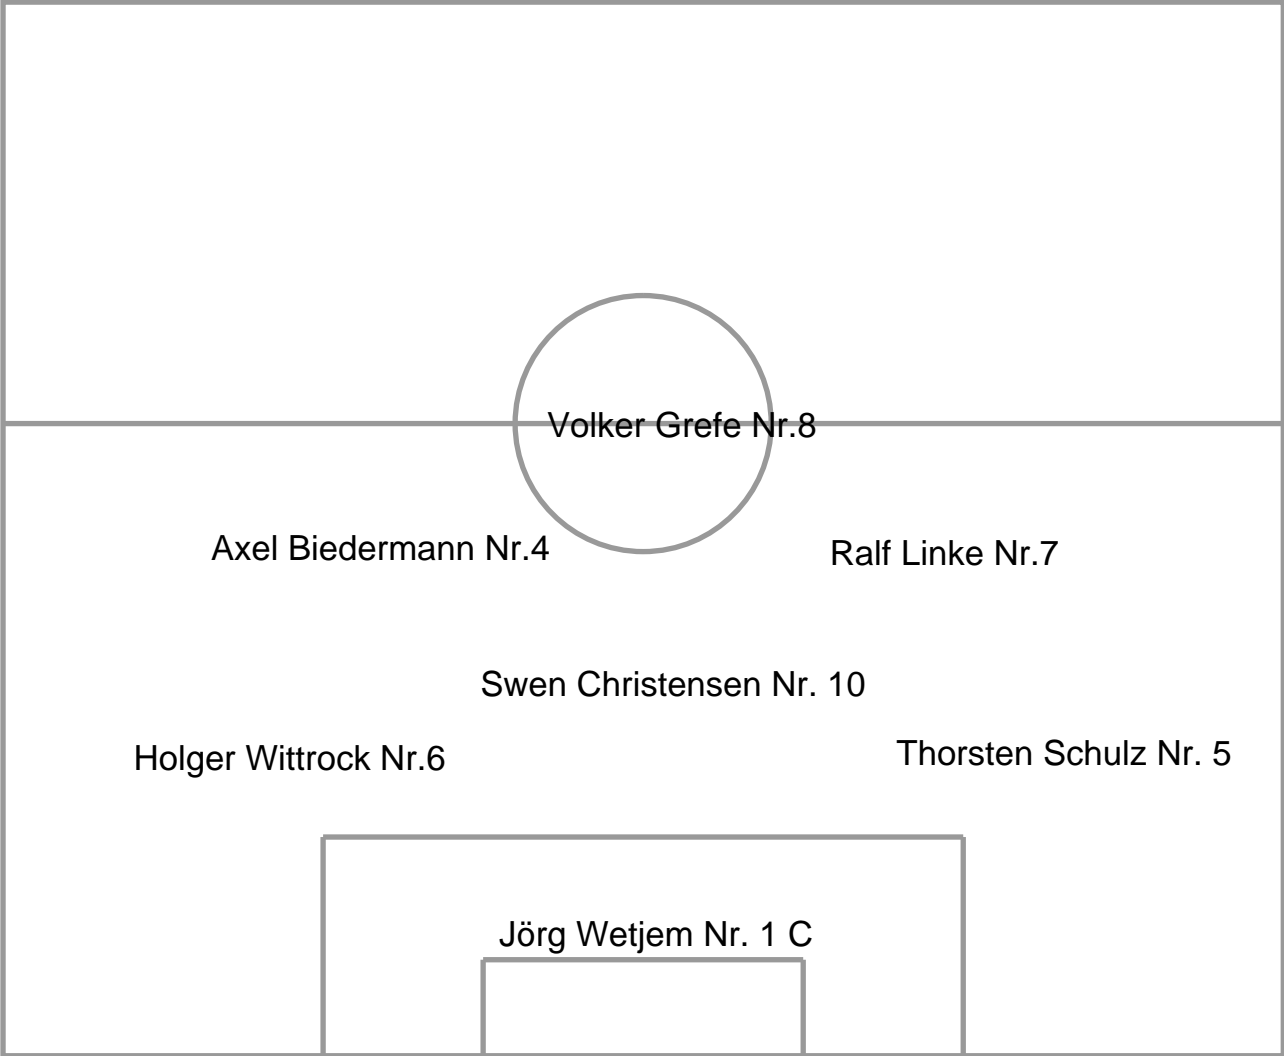 Volker Grefe Nr.8
Axel Biedermann Nr.4
Ralf Linke Nr.7
Swen Christensen Nr. 10
Holger Wittrock Nr.6
Thorsten Schulz Nr. 5
Jörg Wetjem Nr. 1 C